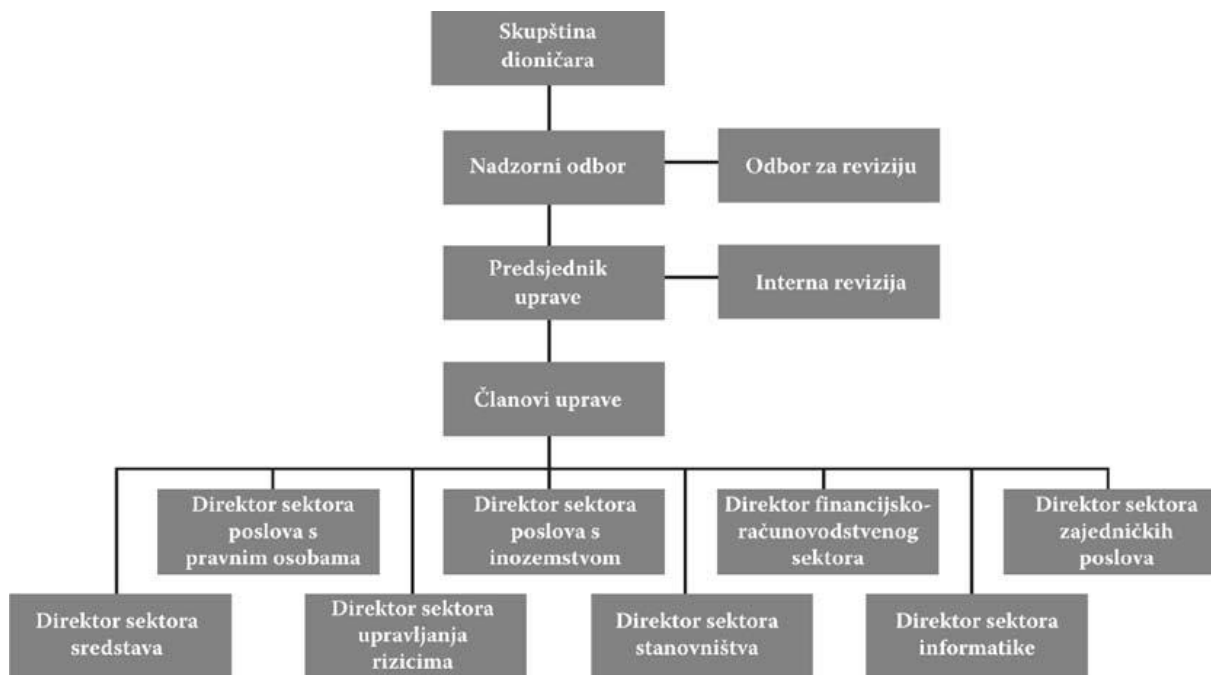 Skupština
dioničara
Nadzorni odbor
Odbor za reviziju
Predsjednik
uprave
Interna revizija
Članovi uprave
Direktor sektora
poslova s
pravnim osobama
Direktor sektora
poslova s
inozemstvom
Direktor financijsko-
računovodstvenog
sektora
Direktor sektora
zajedničkih
poslova
Direktor sektora
sredstava
Direktor sektora
upravljanja
rizicima
Direktor sektora
stanovništva
Direktor sektora
informatike